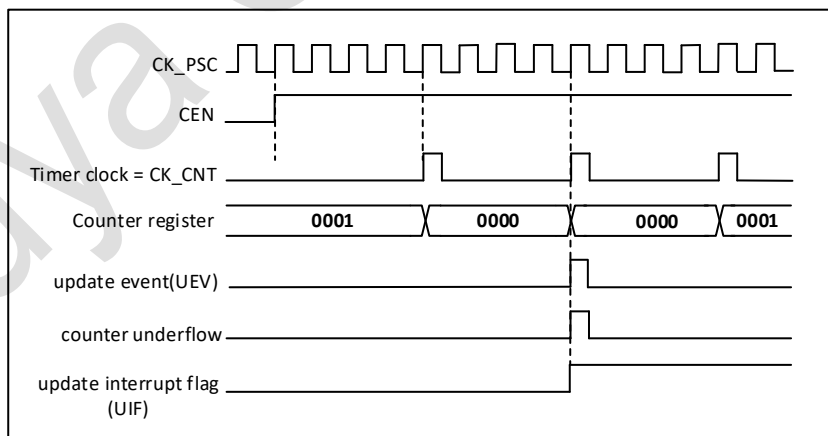 CK_PSC
CEN
Timer clock = CK_CNT
Counter register 0001 0000 0000 0001
update event(UEV)
counter underflow
update interrupt flag
(UIF)